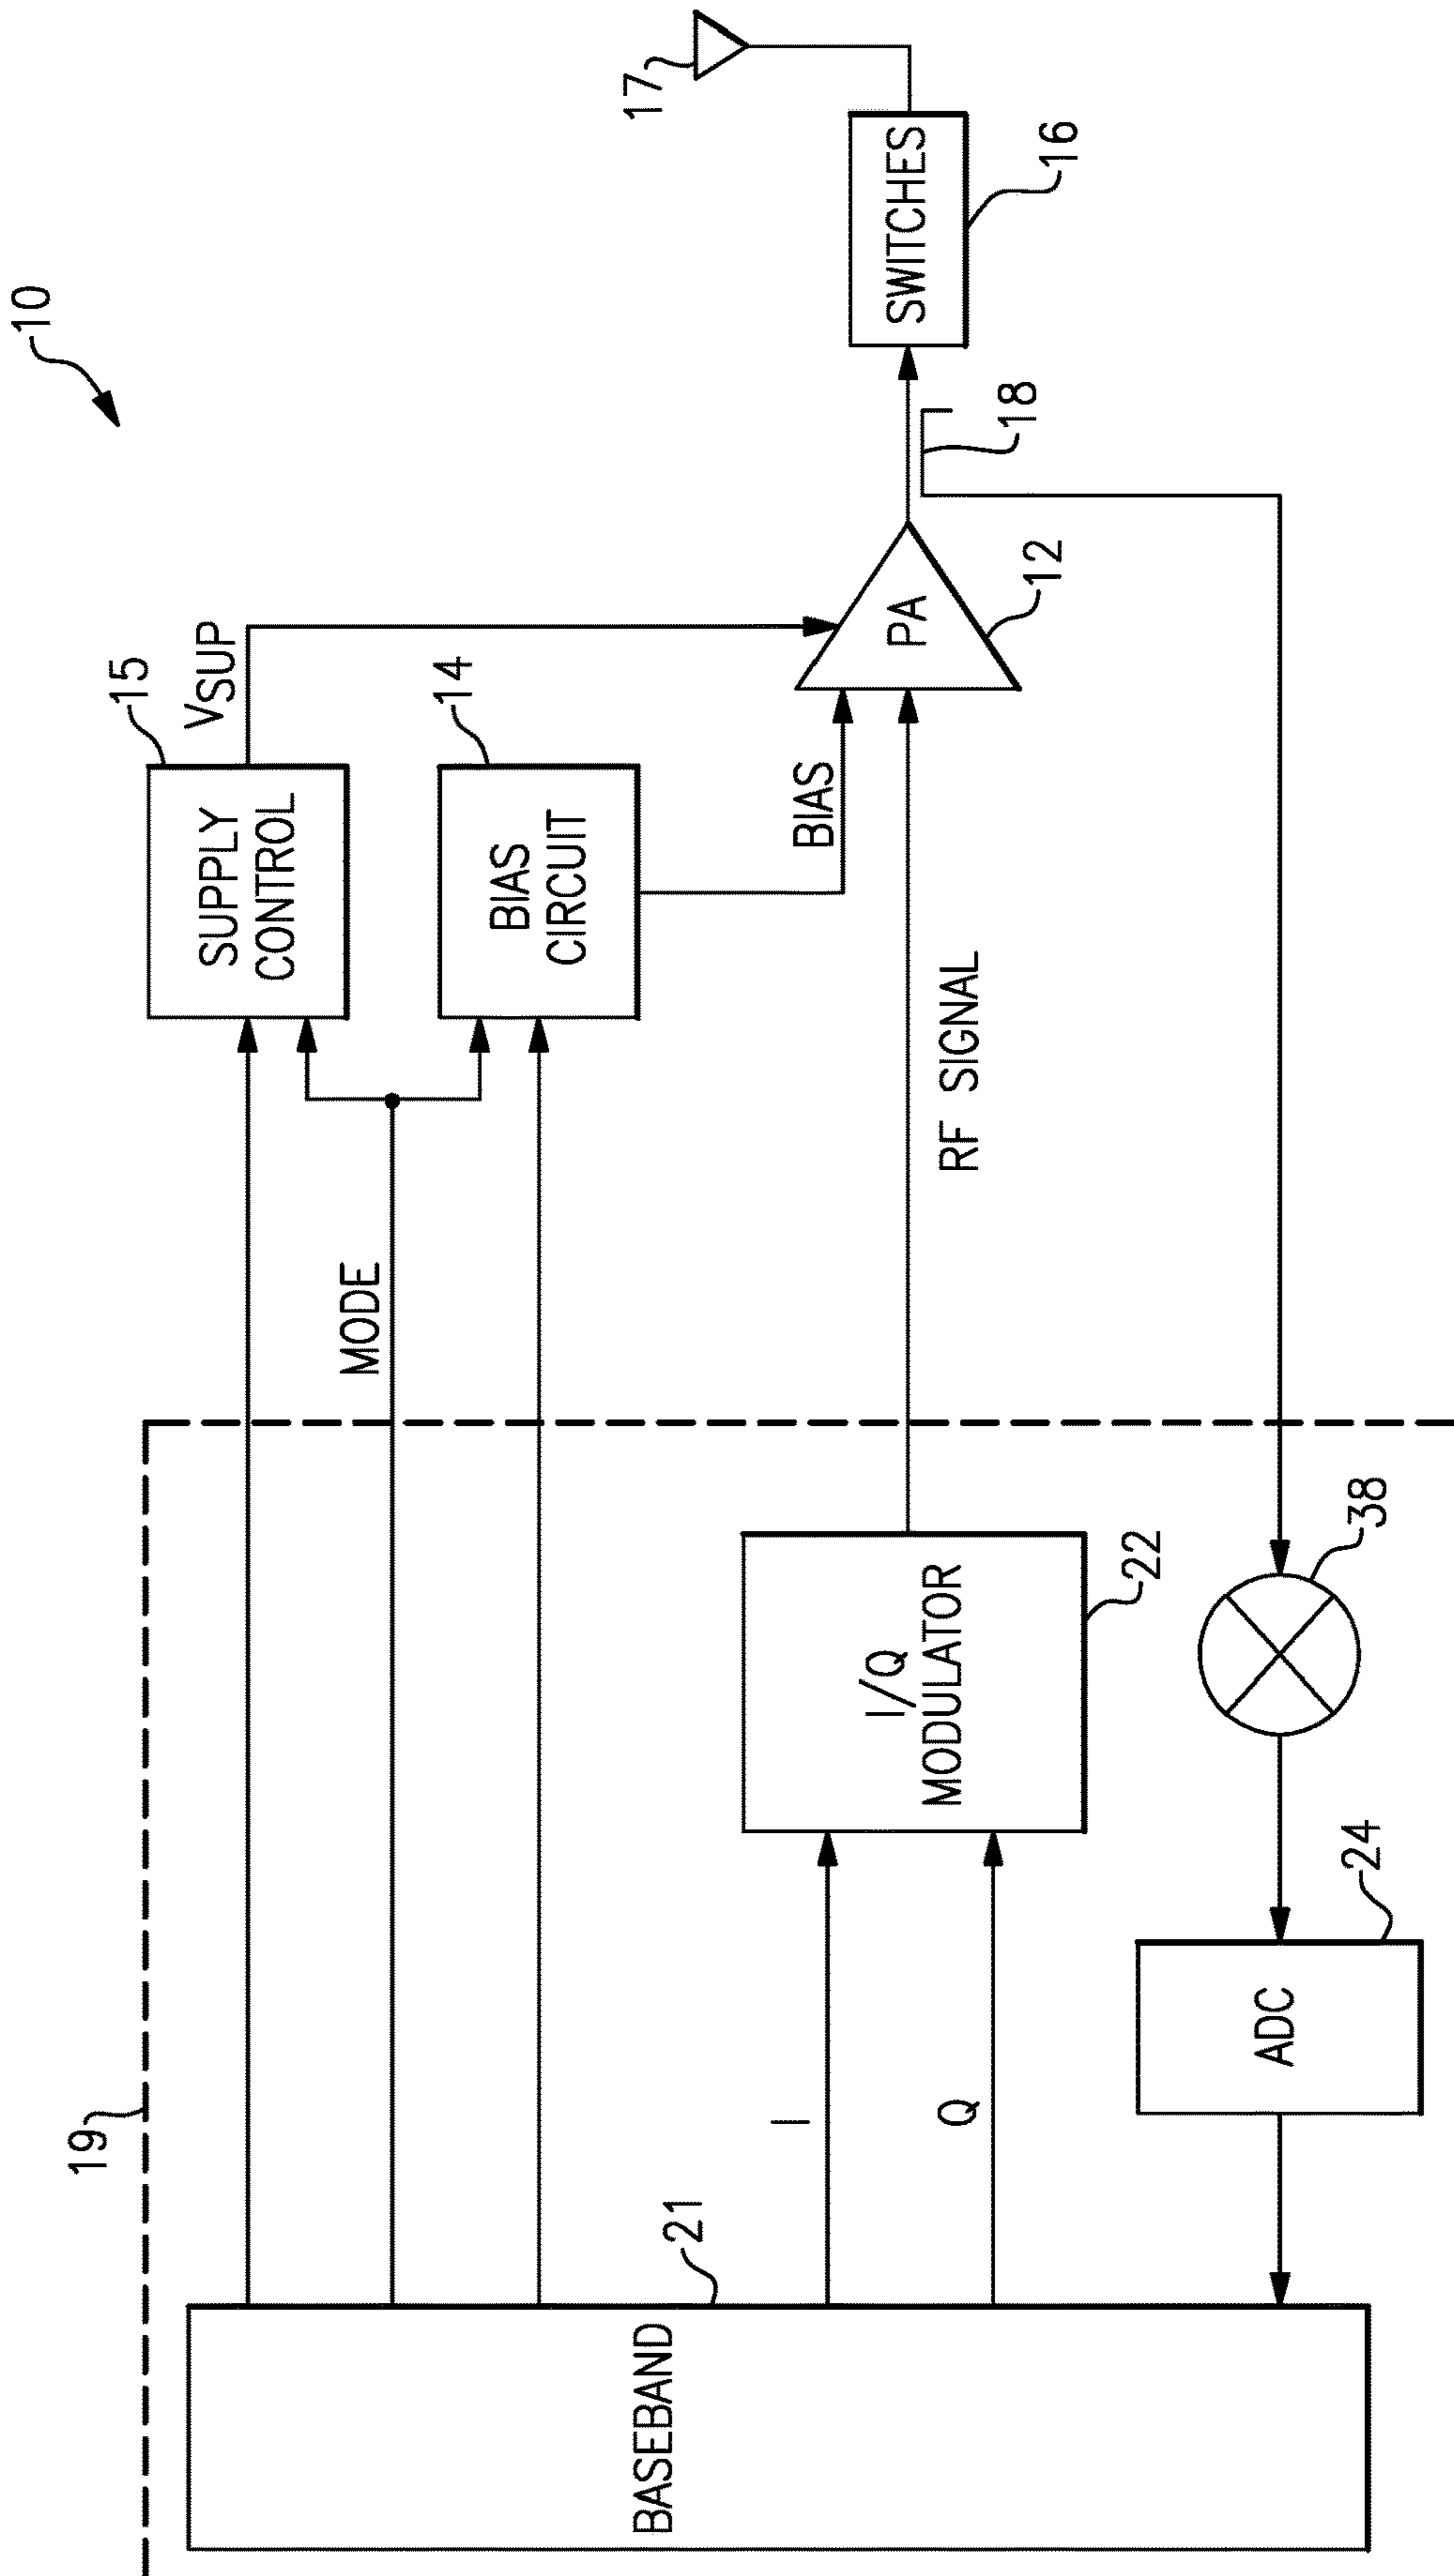 10
19
15
SUPPLY
CONTROL
VSUP
MODE
14
BIAS
CIRCUIT
BIAS
17
SWITCHES
16
PA
12
18
RF SIGNAL
BASEBAND
21
I
Q
I/Q
MODULATOR
22
ADC
24
38